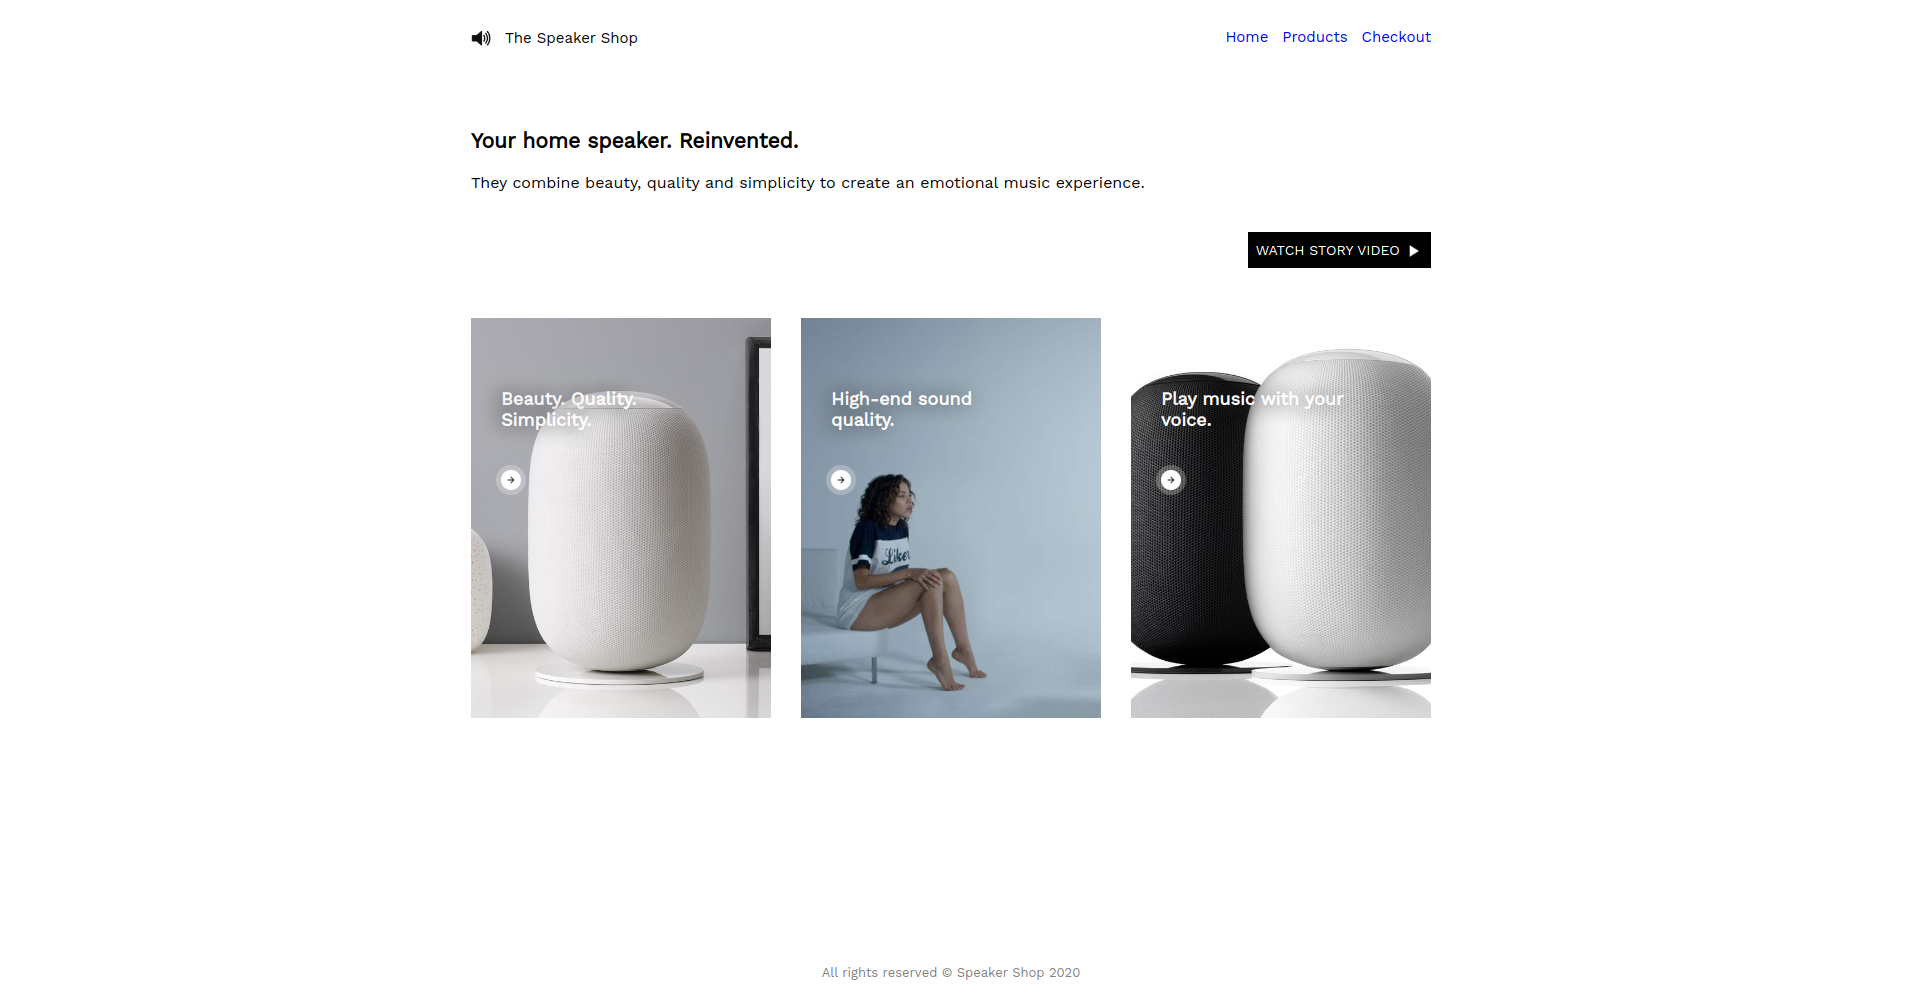 The Speaker Shop
Home Products Checkout
Your home speaker. Reinvented.
They combine beauty, quality and simplicity to create an emotional music experience.
WATCH STORY VIDEO
Beauty. Quality.
Simplicity.
High-end sound
quality.
Likes
Play music with your
voice.
All rights reserved © Speaker Shop 2020